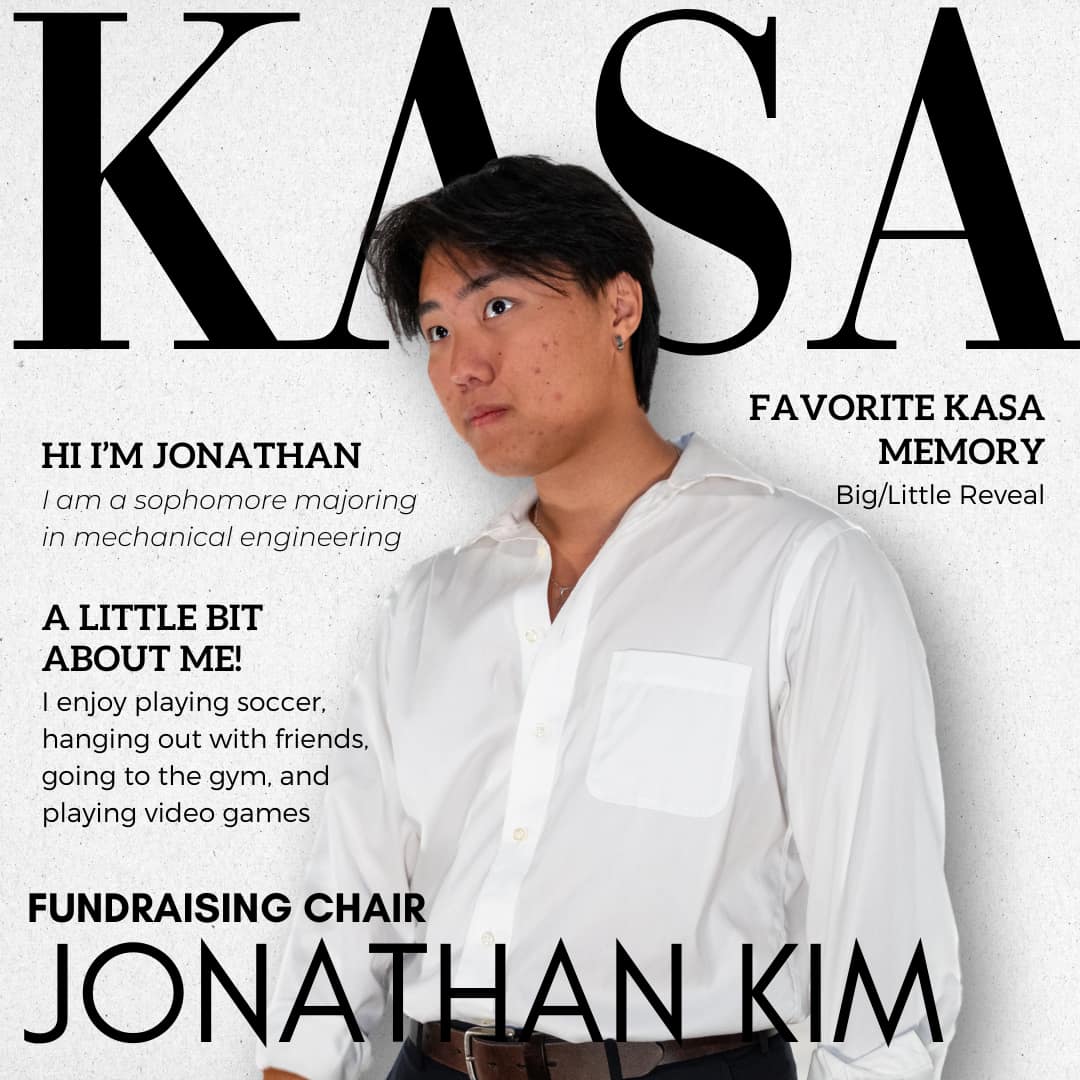 KASA
HI I’M JONATHAN
I am a sophomore majoring
in mechanical engineering
A LITTLE BIT
ABOUT ME!
I enjoy playing soccer,
hanging out with friends,
going to the gym, and
playing video games
FAVORITE KASA
MEMORY
Big/Little Reveal
FUNDRAISING CHAIR
JONATHAN KIM